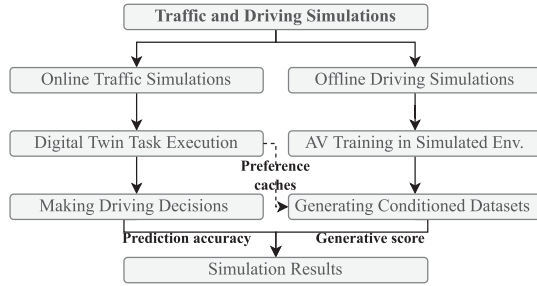 Traffic and Driving Simulations
Online Traffic Simulations
Offline Driving Simulations
Digital Twin Task Execution
AV Training in Simulated Env.
Preference
caches
Making Driving Decisions
Generating Conditioned Datasets
Prediction accuracy
Generative score
Simulation Results